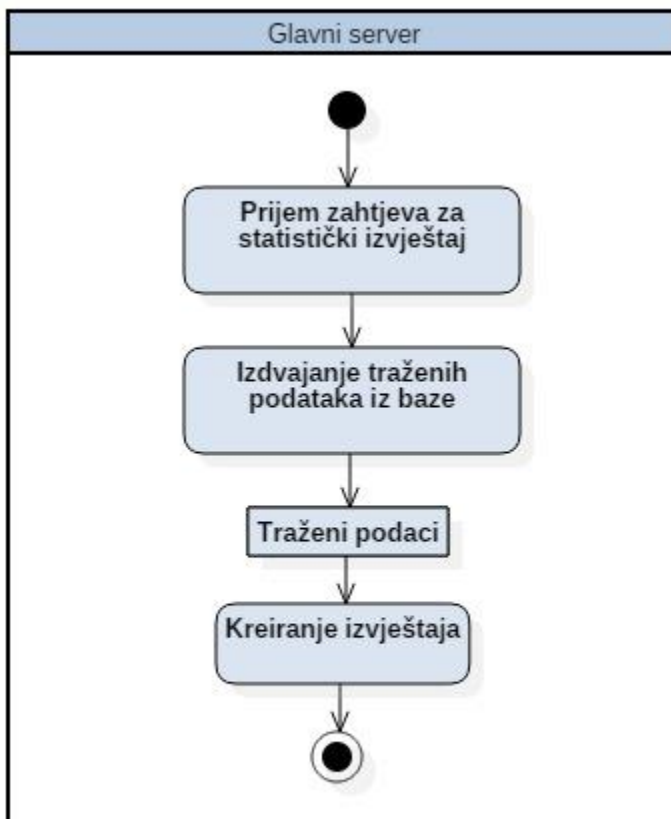 Glavni server
Prijem zahtjeva za
statistički izvještaj
Izdvajanje traženih
podataka iz baze
Traženi podaci
Kreiranje izvještaja